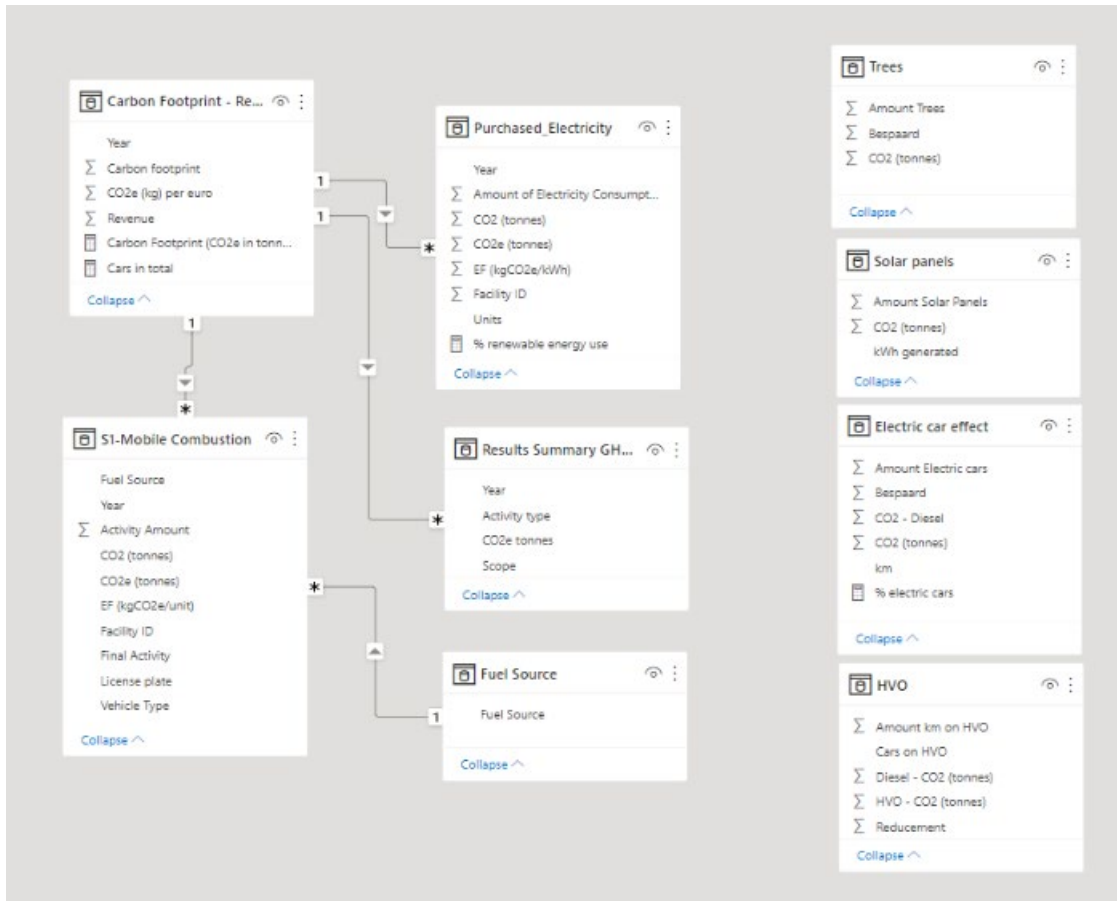 Carbon Footprint - Re...
Year
Carbon footprint
CO2e (kg) per euro
Revenue
Carbon Footprint (CO2e in tonn...
Cars in total
Collapse
1
1
1
*
Purchased_Electricity
Year
Amount of Electricity Consumpt...
CO2 (tonnes)
CO2e (tonnes)
EF (kgCO2e/kWh)
Facility ID
Units
% renewable energy use
Collapse
*
S1-Mobile Combustion
Fuel Source
Year
Activity Amount
CO2 (tonnes)
CO2e (tonnes)
EF (kgCO2e/unit)
Facility ID
Final Activity
License plate
Vehicle Type
Collapse
*
Results Summary GH...
Year
Activity type
CO2e tonnes
Scope
Collapse
*
Fuel Source
Fuel Source
Collapse
1
Trees
Amount Trees
Bespaard
CO2 (tonnes)
Collapse
Solar panels
Amount Solar Panels
CO2 (tonnes)
kWh generated
Collapse
Electric car effect
Amount Electric cars
Bespaard
CO2 - Diesel
CO2 (tonnes)
km
% electric cars
Collapse
HVO
Amount km on HVO
Cars on HVO
Diesel - CO2 (tonnes)
HVO - CO2 (tonnes)
Reducement
Collapse